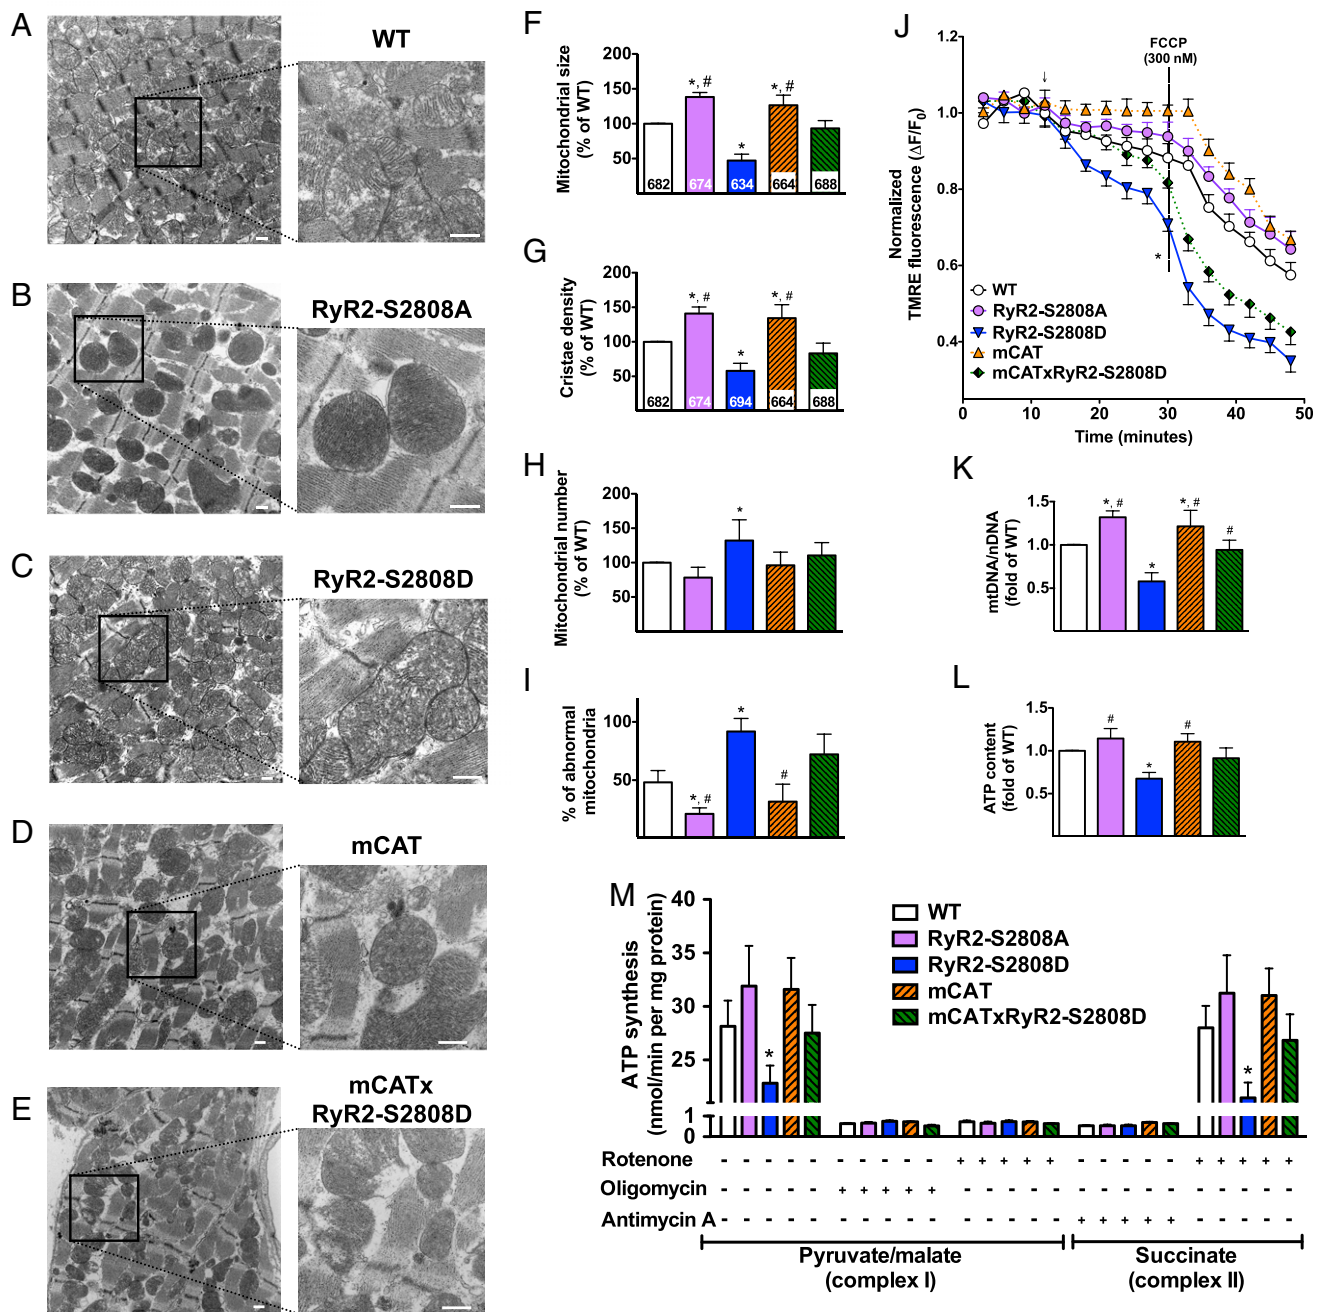 A
WT
B
RyR2-S2808A
C
RyR2-S2808D
D
mCAT
E
mCATx
RyR2-S2808D
F
Mitochondrial size
(% of WT)
200
150
100
50
*, #
*
*, #
682
674
634
664
688
G
Cristae density
(% of WT)
200
150
100
50
*, #
*
*, #
682
674
694
664
688
H
Mitochondrial number
(% of WT)
200
150
100
50
*
I
% of abnormal
mitochondria
100
50
*, #
*
#
J
Normalized
TMRE fluorescence (ΔF/F0)
1.2
1.0
0.8
0.6
0.4
↓
FCCP
(300 nM)
*
WT
RyR2-S2808A
RyR2-S2808D
mCAT
mCATxRyR2-S2808D
0
10
20
30
40
50
Time (minutes)
K
mtDNA/nDNA
(fold of WT)
1.5
1.0
0.5
*, #
*
*, #
#
L
ATP content
(fold of WT)
1.5
1.0
0.5
#
*
#
M
ATP synthesis
(nmol/min per mg protein)
40
35
30
25
1
0
*
*
WT
RyR2-S2808A
RyR2-S2808D
mCAT
mCATxRyR2-S2808D
Rotenone - - - - - - - - - - + + + + + - - - - - + + + + +
Oligomycin - - - - - + + + + + - - - - - - - - - - - - - - -
Antimycin A - - - - - - - - - - - - - - - + + + + + - - - - -
Pyruvate/malate
(complex I)
Succinate
(complex II)